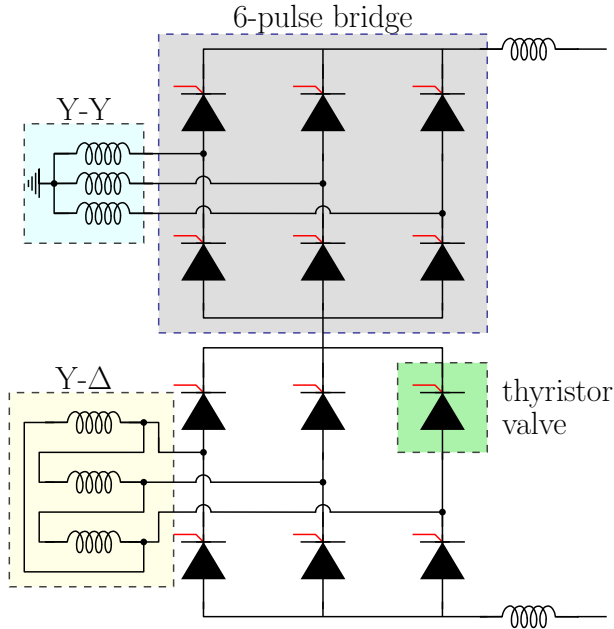 6-pulse bridge
Y-Y
Y-Δ
thyristor
valve